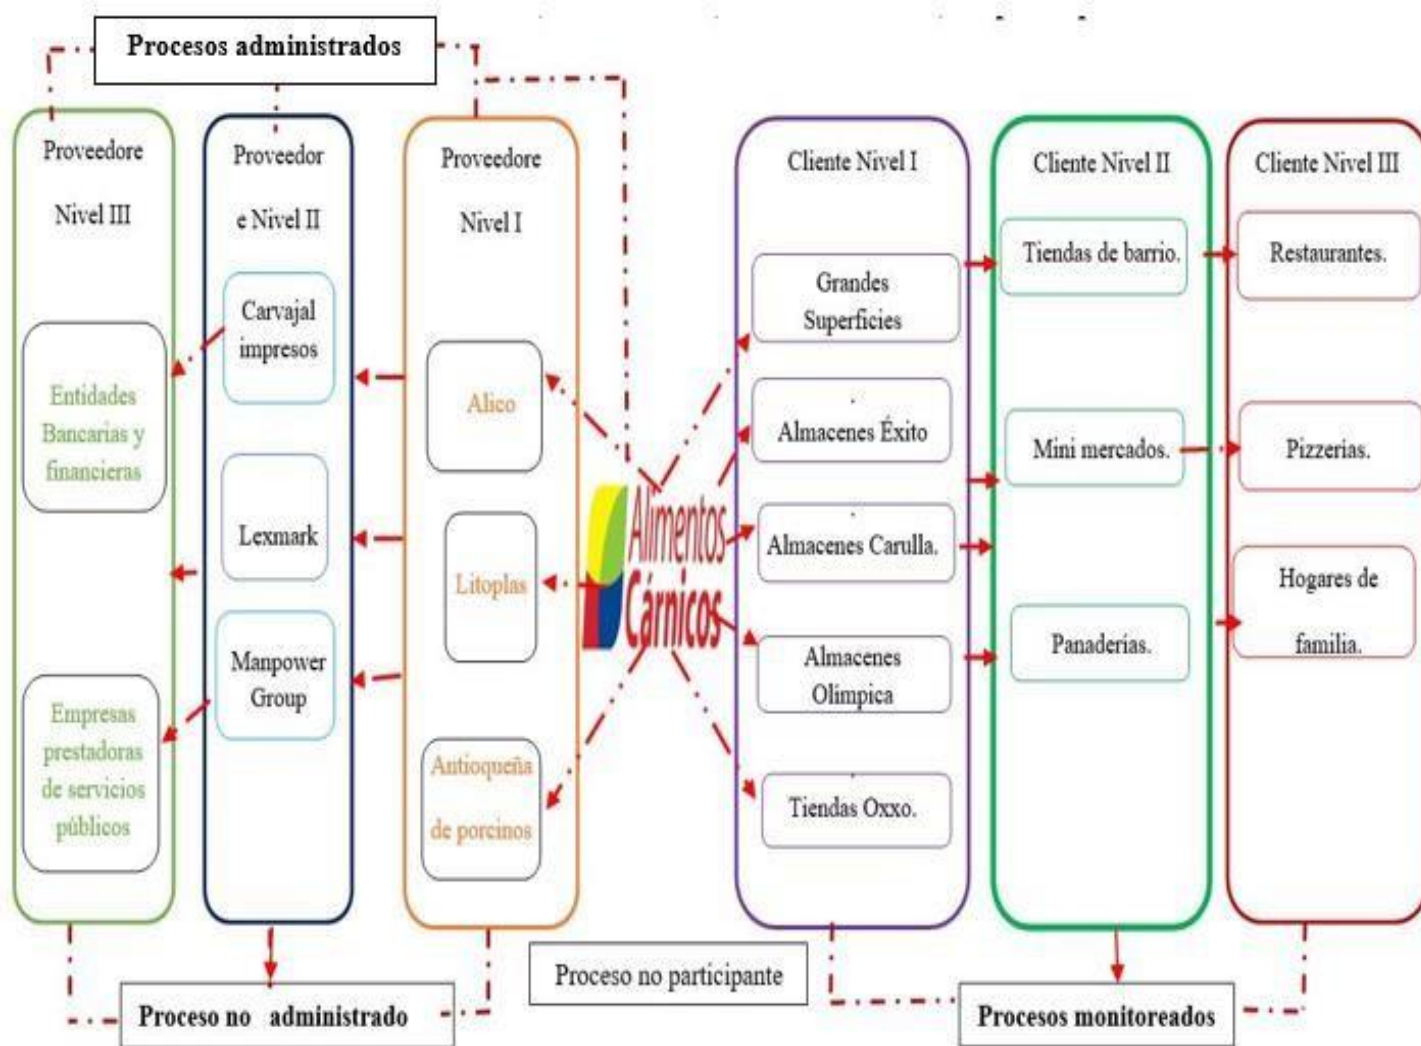 Procesos administrados
Proveedore
Nivel III
Entidades
Bancarias y
financieras
Empresas
prestadoras
de servicios
públicos
Proveedor
e Nivel II
Carvajal
impresos
Lexmark
Manpower
Group
Proveedore
Nivel I
Alico
Litoplas
Antioqueña
de porcinos
Alimentos
Cárnicos
Cliente Nivel I
Grandes
Superficies
Almacenes Éxito
Almacenes Carulla.
Almacenes
Olímpica
Tiendas Oxxo.
Cliente Nivel II
Tiendas de barrio.
Mini mercados.
Panaderías.
Cliente Nivel III
Restaurantes.
Pizzerias.
Hogares de
familia.
Proceso no administrado
Proceso no participante
Procesos monitoreados